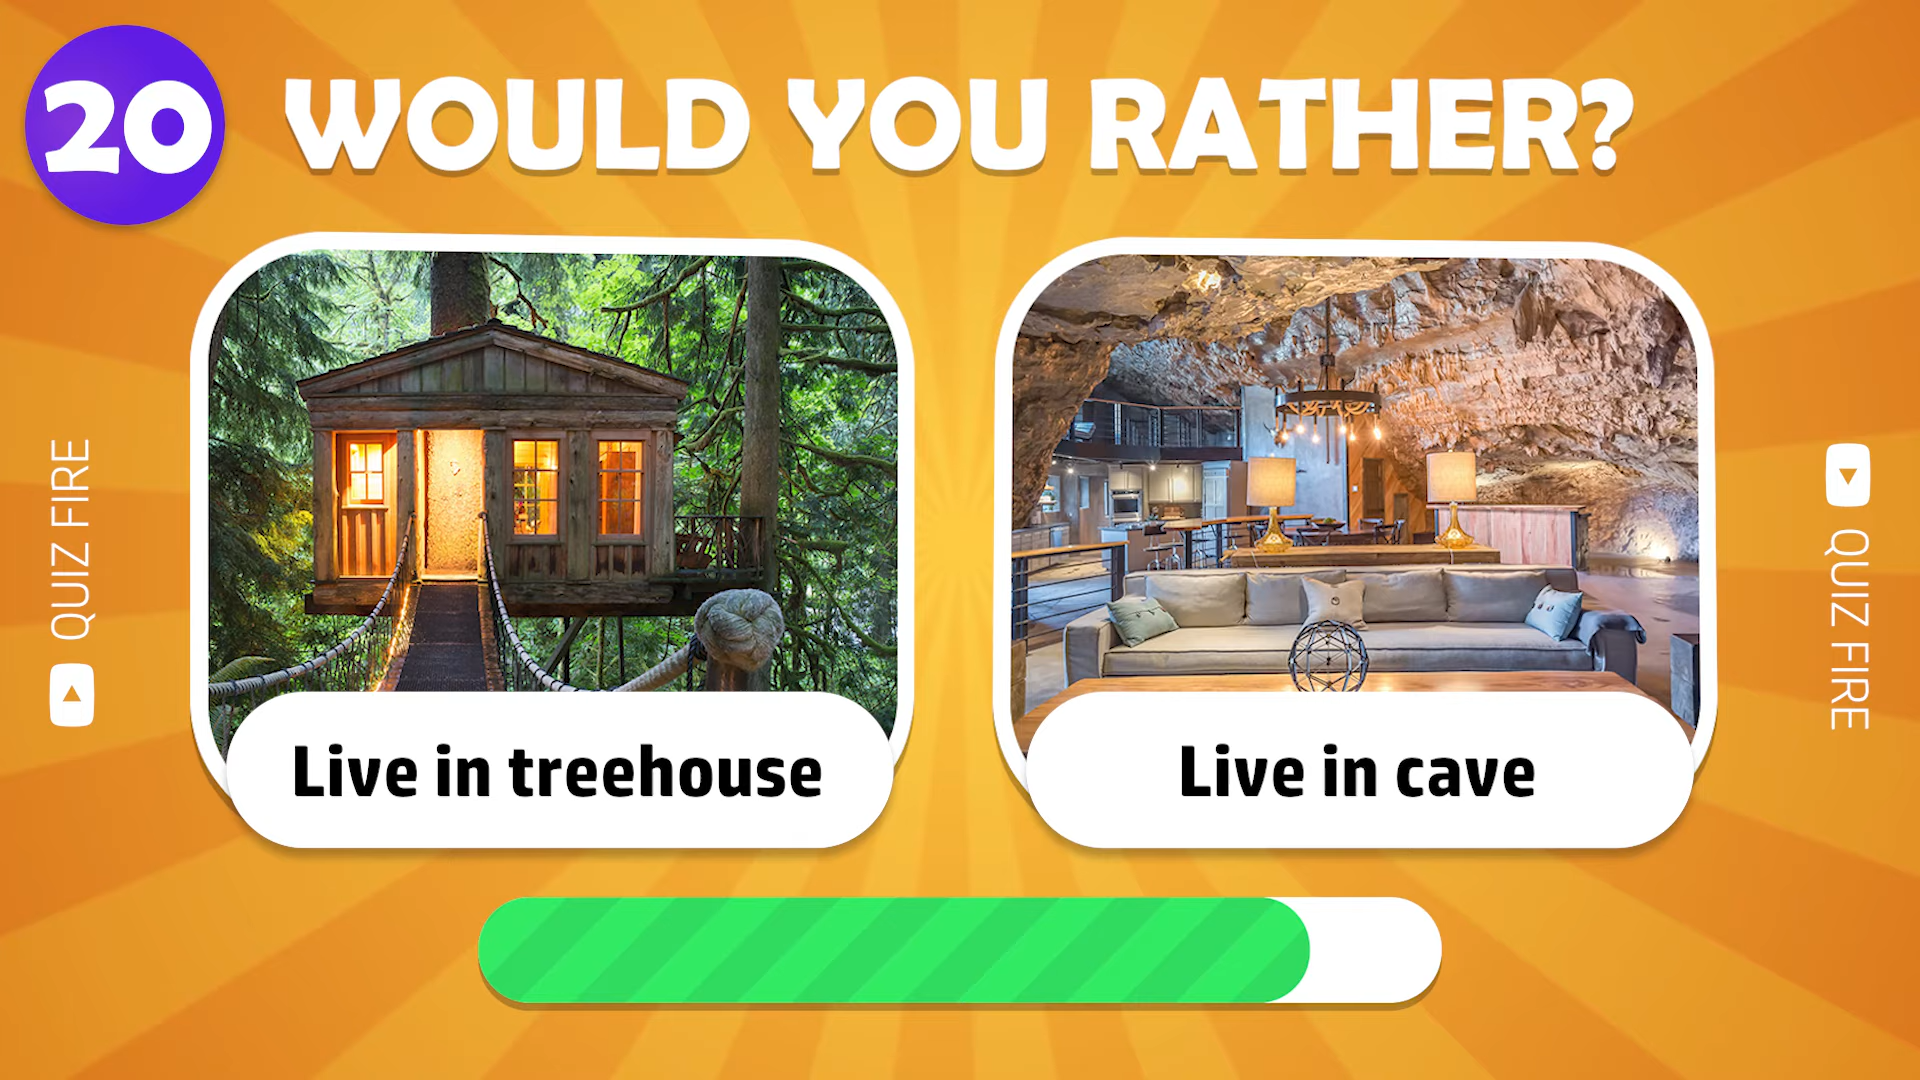 20
WOULD YOU RATHER?
QUIZ FIRE
Live in treehouse
Live in cave
QUIZ FIRE